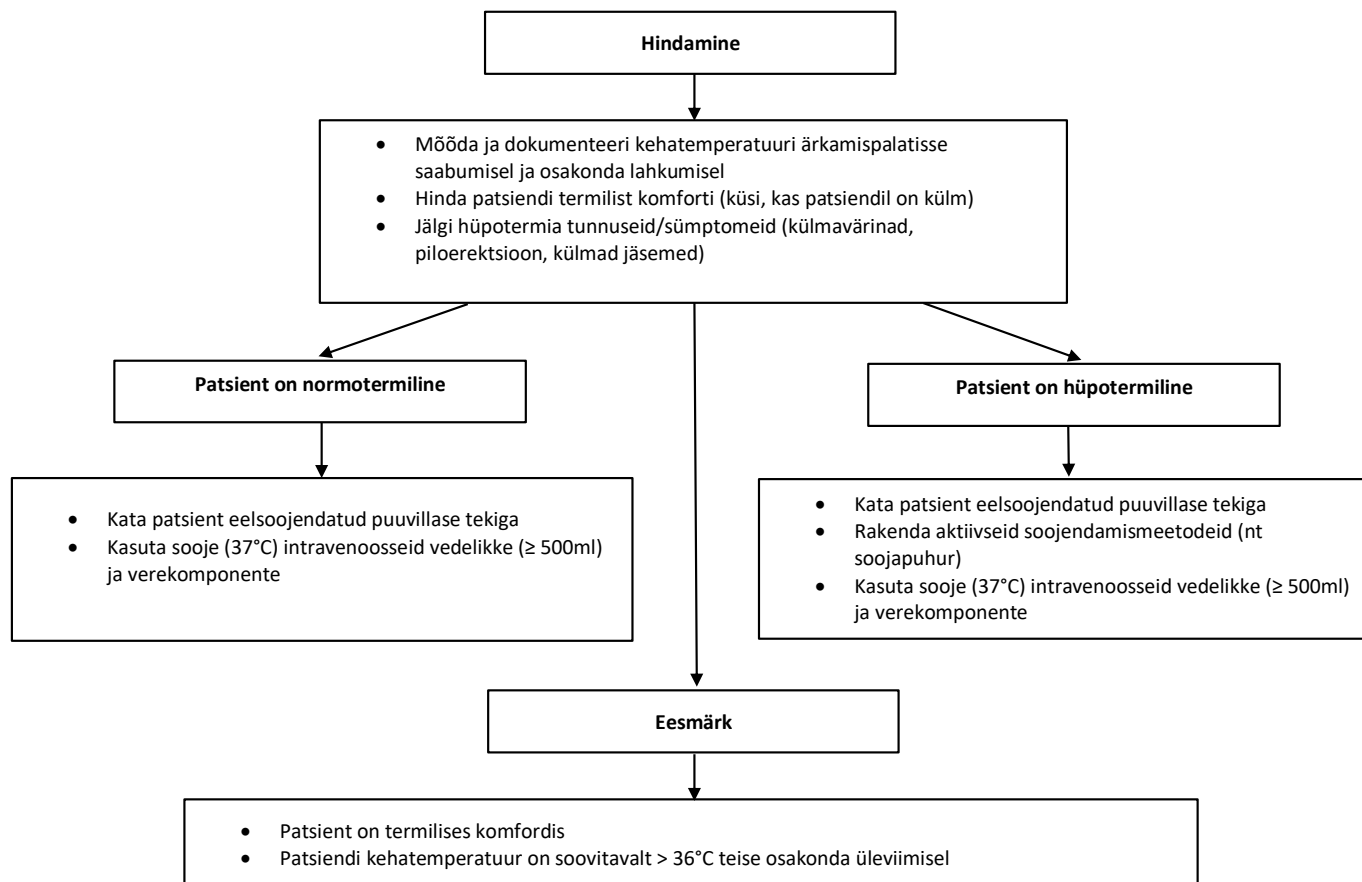 Hindamine
• Mõõda ja dokumenteeri kehatemperatuuri ärkamispalatisse
saabumisel ja osakonda lahkumisel
• Hinda patsiendi termilist komforti (küsi, kas patsiendil on külm)
• Jälgi hüpotermia tunnuseid/sümptomeid (külmavärinad,
piloerektsioon, külmad jäsemed)
Patsient on normotermiline
• Kata patsient eelsoojendatud puuvillase tekiga
• Kasuta sooje (37°C) intravenoosseid vedelikke (≥ 500ml)
ja verekomponente
Patsient on hüpotermiline
• Kata patsient eelsoojendatud puuvillase tekiga
• Rakenda aktiivseid soojendamismeetodeid (nt
soojapuhur)
• Kasuta sooje (37°C) intravenoosseid vedelikke (≥ 500ml)
ja verekomponente
Eesmärk
• Patsient on termilises komfordis
• Patsiendi kehatemperatuur on soovitavalt > 36°C teise osakonda üleviimisel